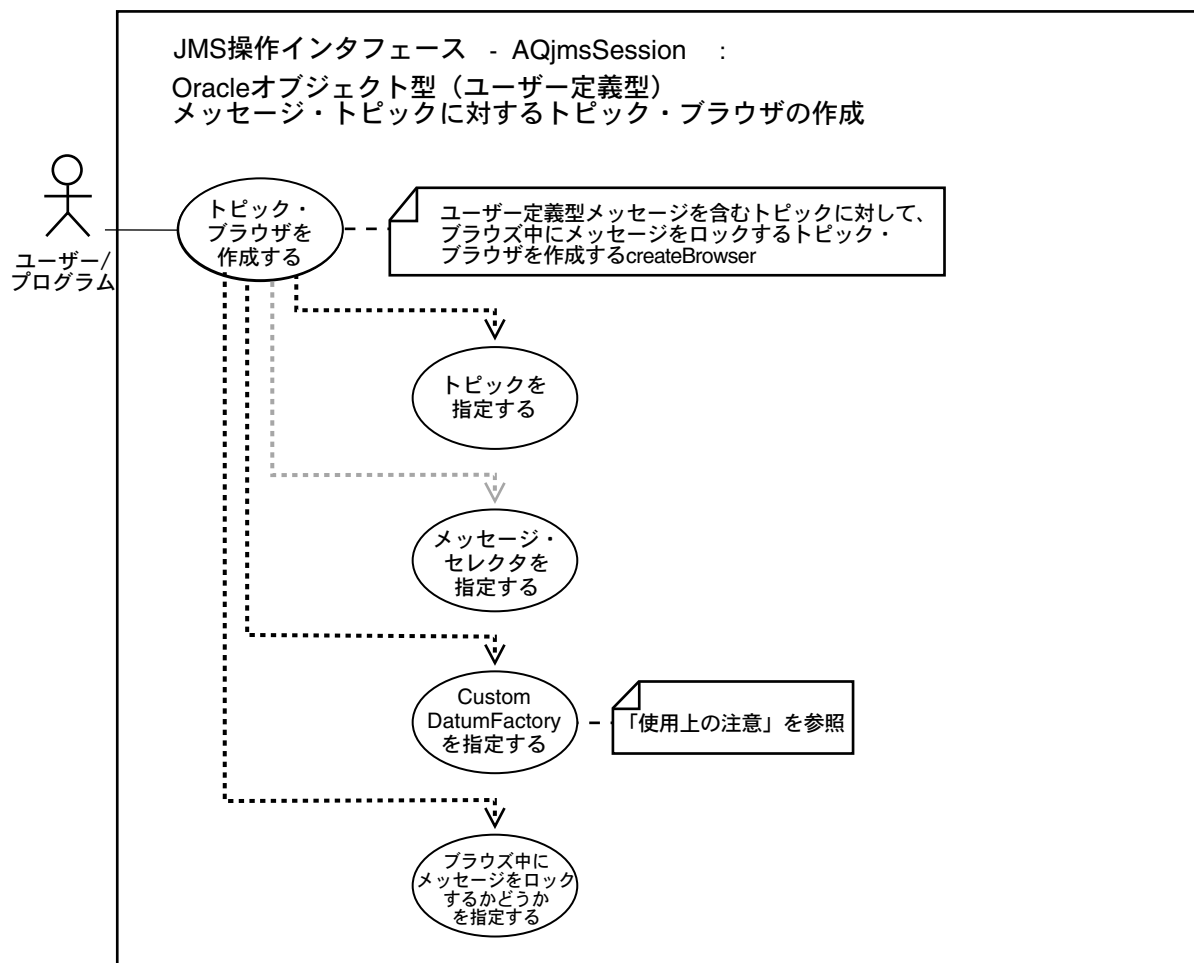 JMS操作インタフェース - AQjmsSession :
Oracleオブジェクト型（ユーザー定義型）
メッセージ・トピックに対するトピック・ブラウザの作成
ユーザー/
プログラム
トピック・
ブラウザを
作成する
ユーザー定義型メッセージを含むトピックに対して、
ブラウズ中にメッセージをロックするトピック・
ブラウザを作成するcreateBrowser
トピックを
指定する
メッセージ・
セレクタを
指定する
Custom
DatumFactory
を指定する
「使用上の注意」を参照
ブラウズ中に
メッセージをロック
するかどうか
を指定する